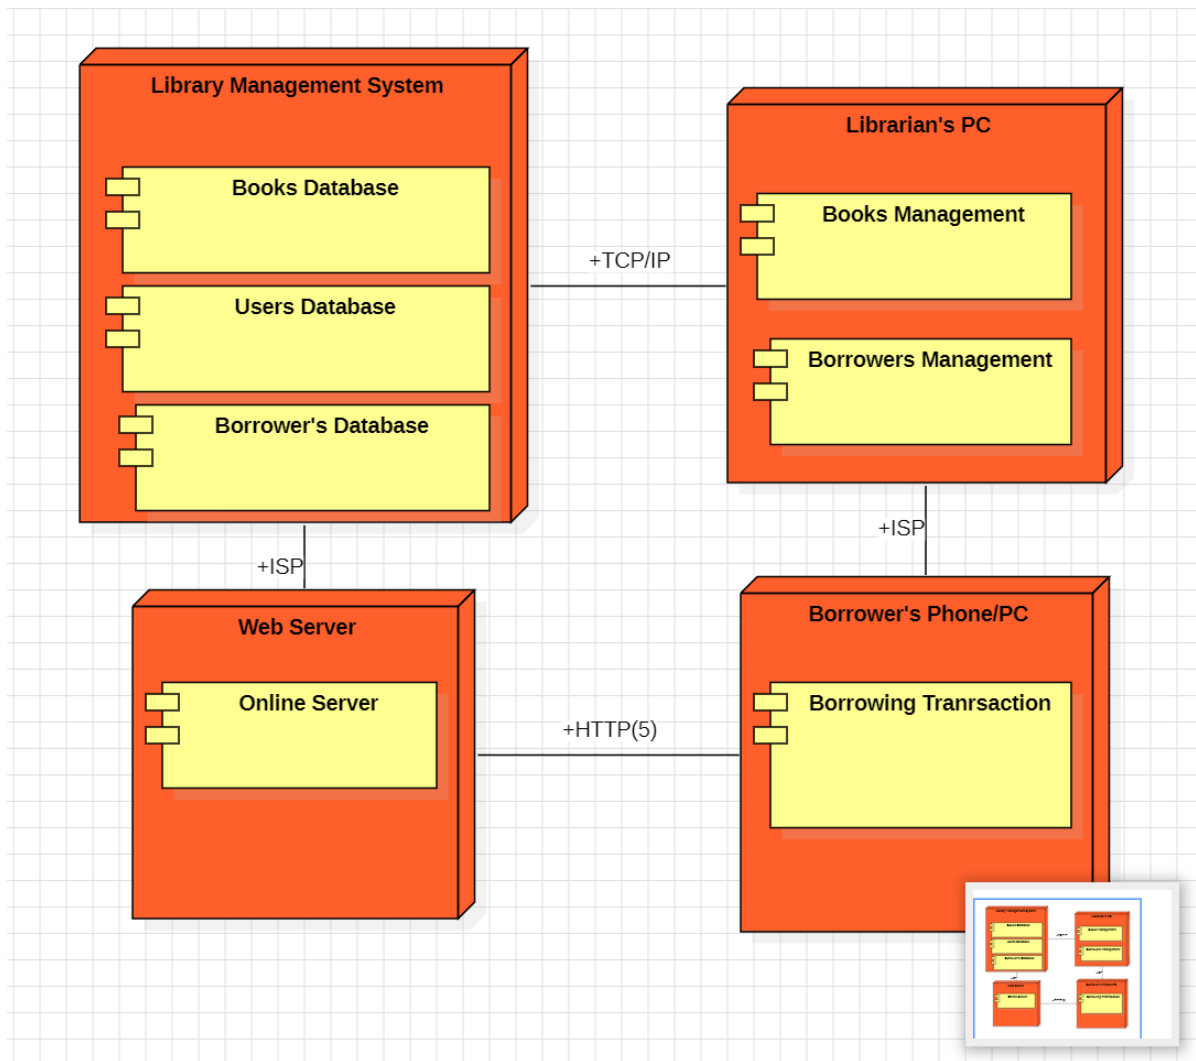 Library Management System
Books Database
Users Database
Borrower's Database
+TCP/IP
Librarian's PC
Books Management
Borrowers Management
+ISP
+ISP
Web Server
Online Server
+HTTP(5)
Borrower's Phone/PC
Borrowing Tranrsaction